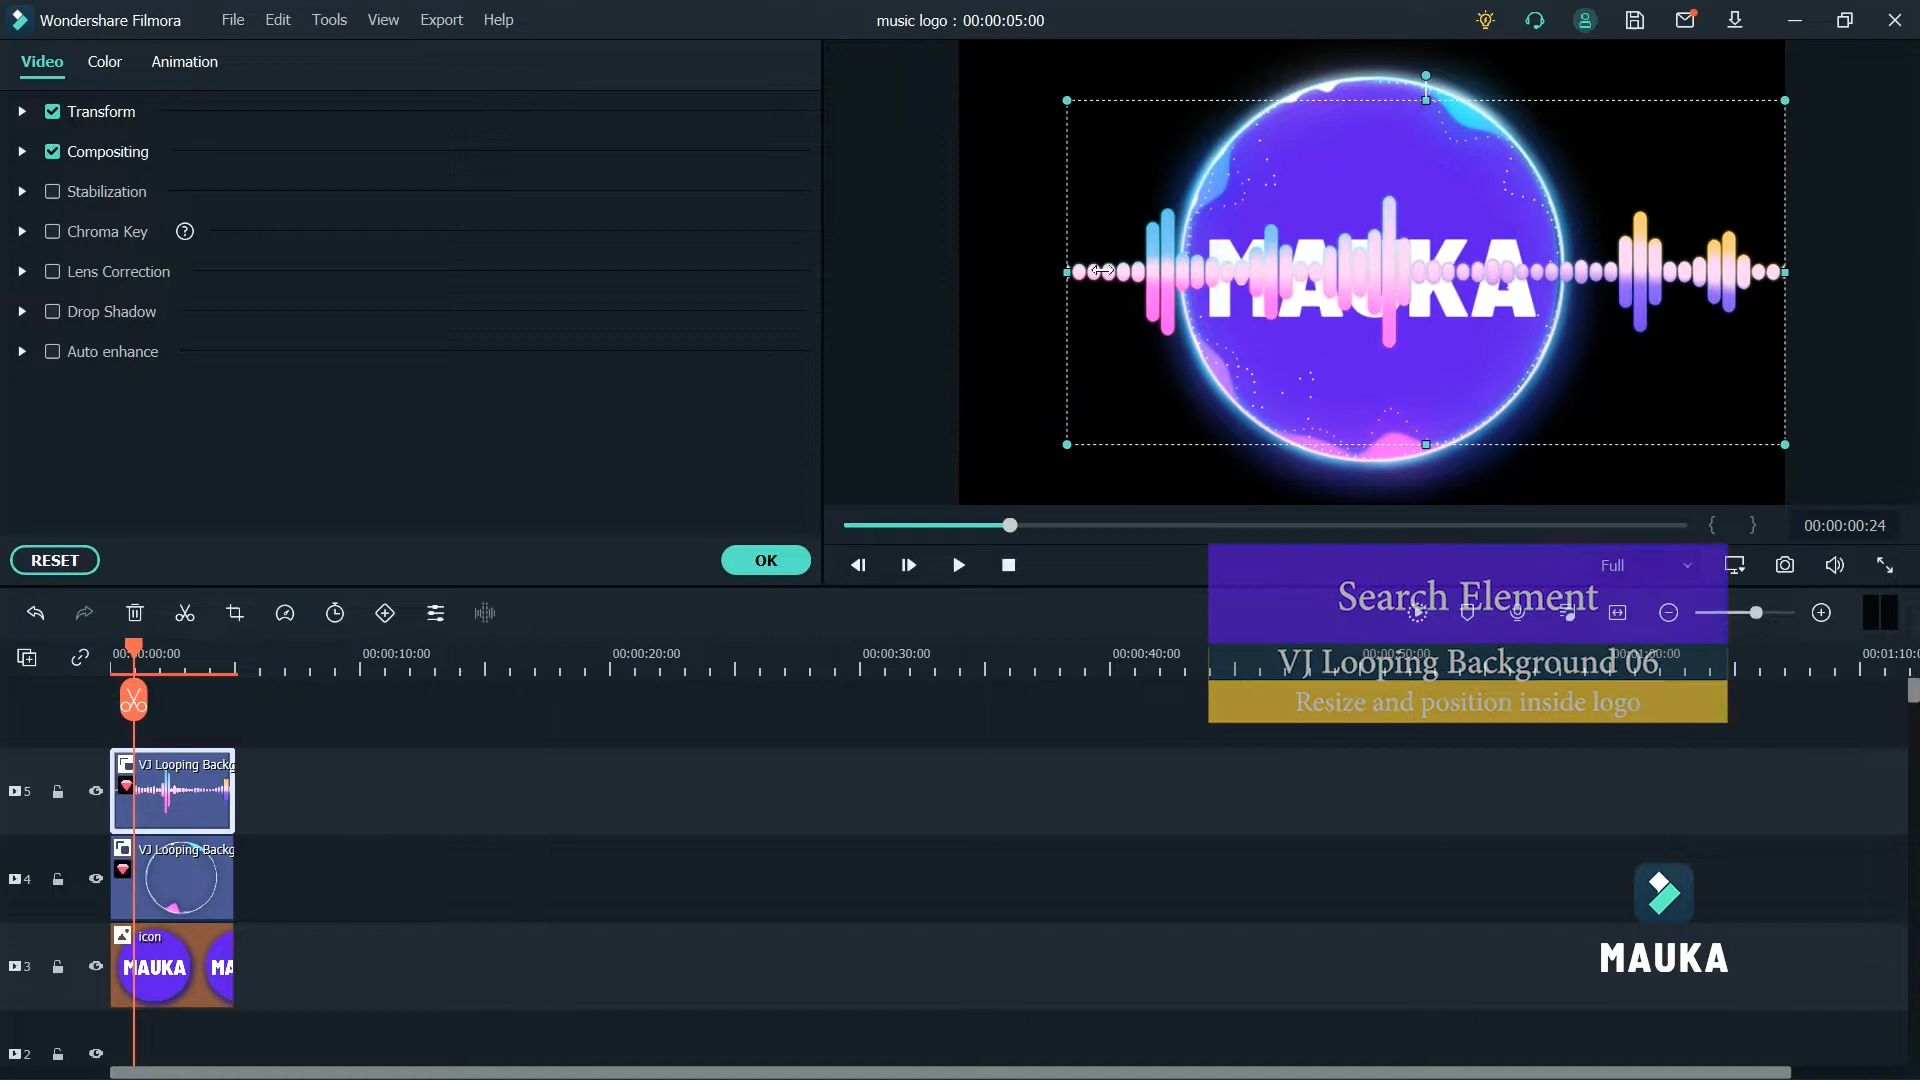 Wondershare Filmora
File Edit Tools View Export Help
music logo : 00:00:05:00
Video Color Animation
Transform
Compositing
Stabilization
Chroma Key ?
Lens Correction
Drop Shadow
Auto enhance
RESET
OK
MAUKA
{ } 00:00:00:24
Full
Search Element
VJ Looping Background 06
Resize and position inside logo
00:00:00:00 00:00:10:00 00:00:20:00 00:00:30:00 00:00:40:00 00:00:50:00 00:01:00:00 00:01:10:0
VJ Looping Backg
5
VJ Looping Backg
4
icon
MAUKA MA
3
MAUKA
2